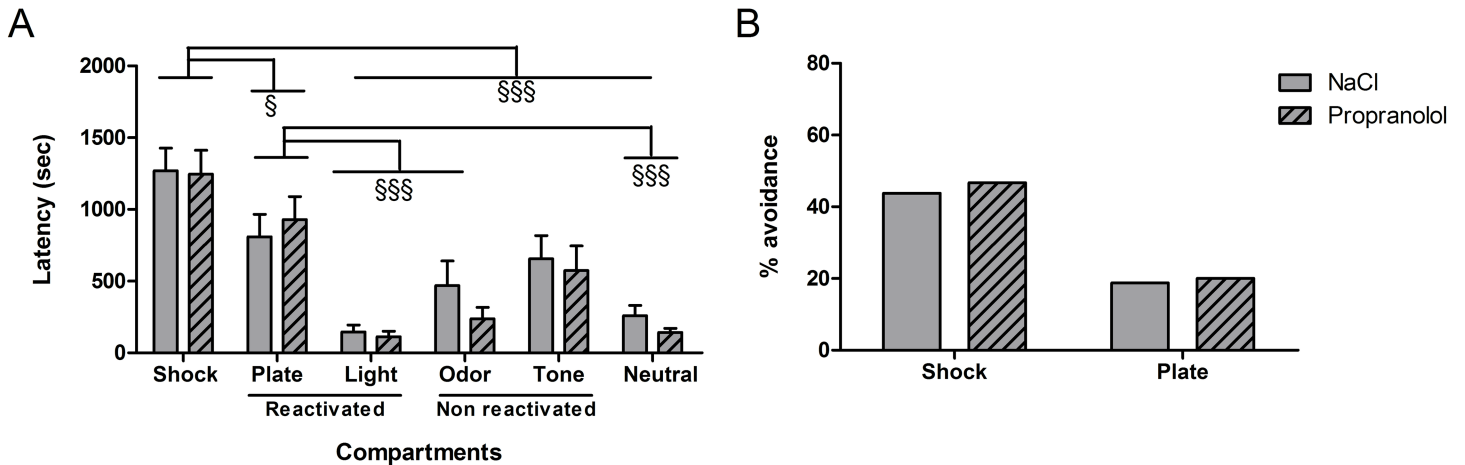 A
Latency (sec)
2000
1500
1000
500
0
§
§§§
§§§
§§§
Shock Plate Light Odor Tone Neutral
Reactivated Non reactivated
Compartments
B
% avoidance
80
60
40
20
0
Shock Plate
NaCl
Propranolol